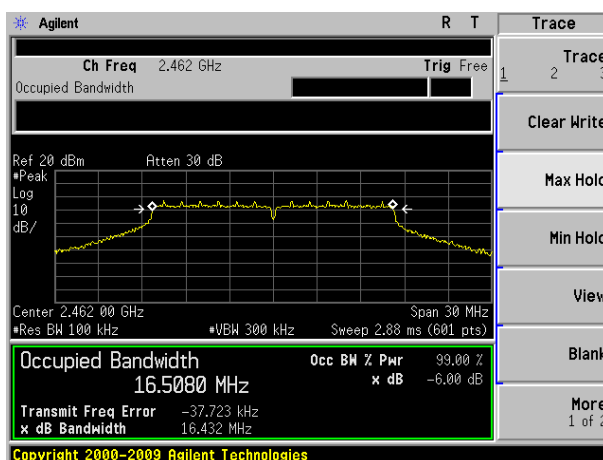 Agilent R T Trace
Ch Freq 2.462 GHz Trig Free
Occupied Bandwidth
Trace
1 2 3
Clear Write
Max Hold
Min Hold
View
Blank
More
1 of 2
Ref 20 dBm Atten 30 dB
#Peak
Log
10
dB/
Center 2.462 00 GHz Span 30 MHz
#Res BW 100 kHz #VBW 300 kHz Sweep 2.88 ms (601 pts)
Occupied Bandwidth Occ BW % Pwr 99.00 %
16.5080 MHz x dB -6.00 dB
Transmit Freq Error -37.723 kHz
x dB Bandwidth 16.432 MHz
Copyright 2000-2009 Agilent Technologies